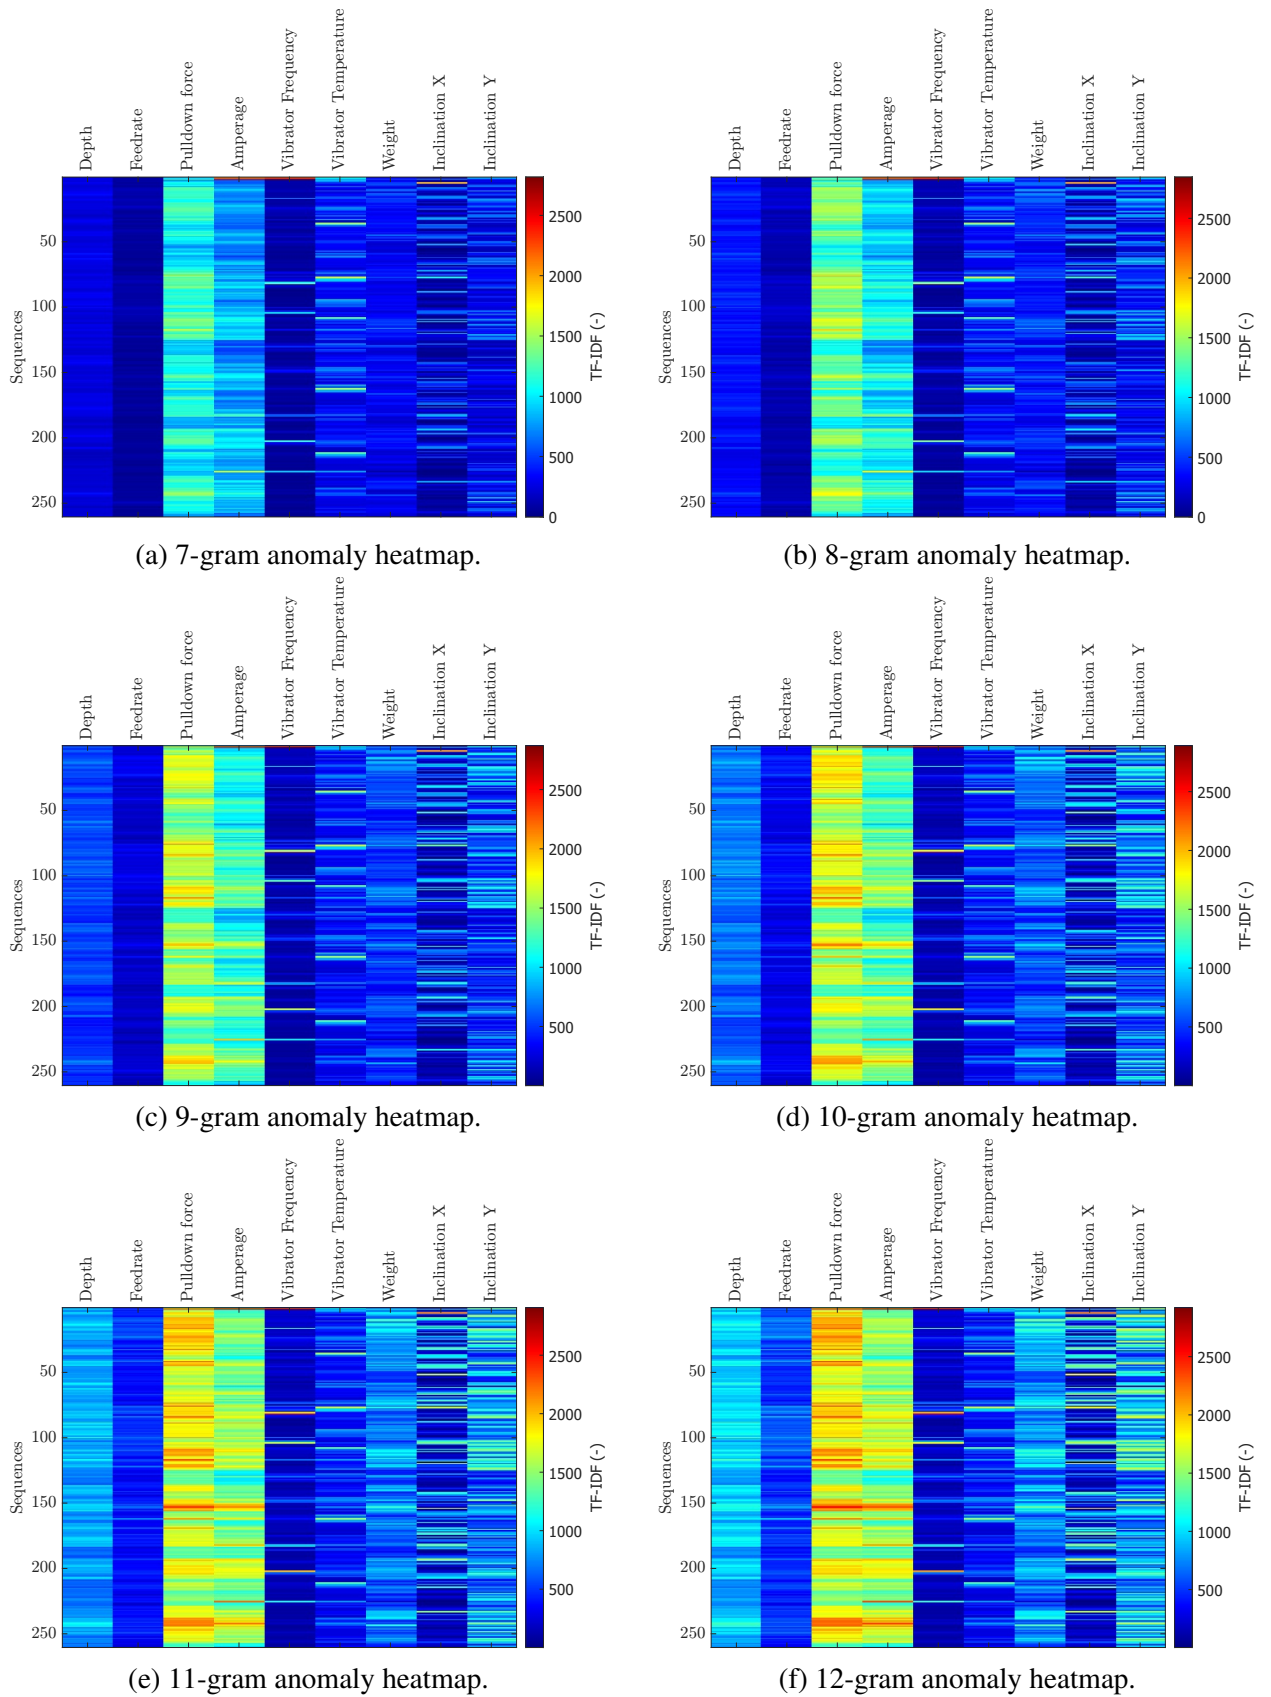 Depth
Feedrate
Pulldown force
Amperage
Vibrator Frequency
Vibrator Temperature
Weight
Inclination X
Inclination Y
Sequences
50
100
150
200
250
2500
2000
1500
1000
500
0
TF-IDF (-)
(a) 7-gram anomaly heatmap.
Depth
Feedrate
Pulldown force
Amperage
Vibrator Frequency
Vibrator Temperature
Weight
Inclination X
Inclination Y
Sequences
50
100
150
200
250
2500
2000
1500
1000
500
0
TF-IDF (-)
(b) 8-gram anomaly heatmap.
Depth
Feedrate
Pulldown force
Amperage
Vibrator Frequency
Vibrator Temperature
Weight
Inclination X
Inclination Y
Sequences
50
100
150
200
250
2500
2000
1500
1000
500
TF-IDF (-)
(c) 9-gram anomaly heatmap.
Depth
Feedrate
Pulldown force
Amperage
Vibrator Frequency
Vibrator Temperature
Weight
Inclination X
Inclination Y
Sequences
50
100
150
200
250
2500
2000
1500
1000
500
TF-IDF (-)
(d) 10-gram anomaly heatmap.
Depth
Feedrate
Pulldown force
Amperage
Vibrator Frequency
Vibrator Temperature
Weight
Inclination X
Inclination Y
Sequences
50
100
150
200
250
2500
2000
1500
1000
500
TF-IDF (-)
(e) 11-gram anomaly heatmap.
Depth
Feedrate
Pulldown force
Amperage
Vibrator Frequency
Vibrator Temperature
Weight
Inclination X
Inclination Y
Sequences
50
100
150
200
250
2500
2000
1500
1000
500
TF-IDF (-)
(f) 12-gram anomaly heatmap.